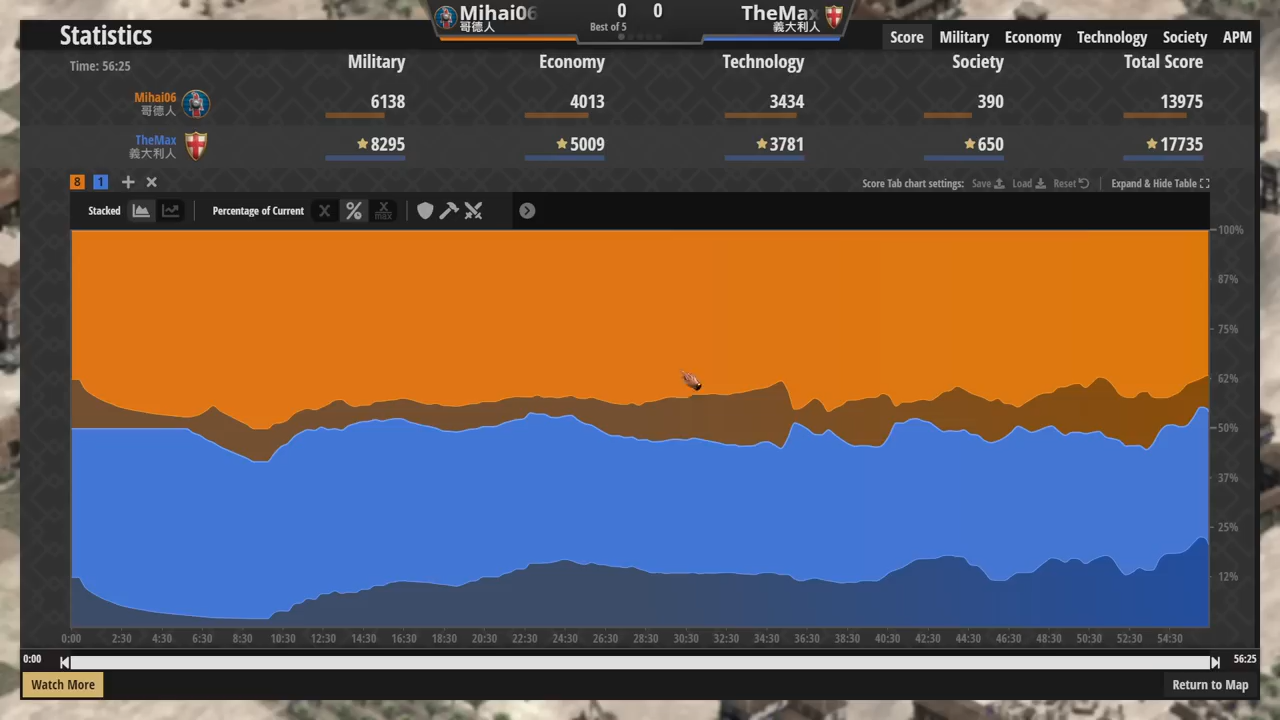 Mihai06 0 0 TheMax
哥德人 Best of 5 義大利人
Statistics
Score Military Economy Technology Society APM
Time: 56:25 Military Economy Technology Society Total Score
Mihai06 6138 4013 3434 390 13975
哥德人
TheMax 8295 5009 3781 650 17735
義大利人
8 1 Score Tab chart settings: Save Load Reset Expand & Hide Table
Stacked Percentage of Current X % X max
100%
87%
75%
62%
50%
37%
25%
12%
0:00 2:30 4:30 6:30 8:30 10:30 12:30 14:30 16:30 18:30 20:30 22:30 24:30 26:30 28:30 30:30 32:30 34:30 36:30 38:30 40:30 42:30 44:30 46:30 48:30 50:30 52:30 54:30
0:00 56:25
Watch More Return to Map